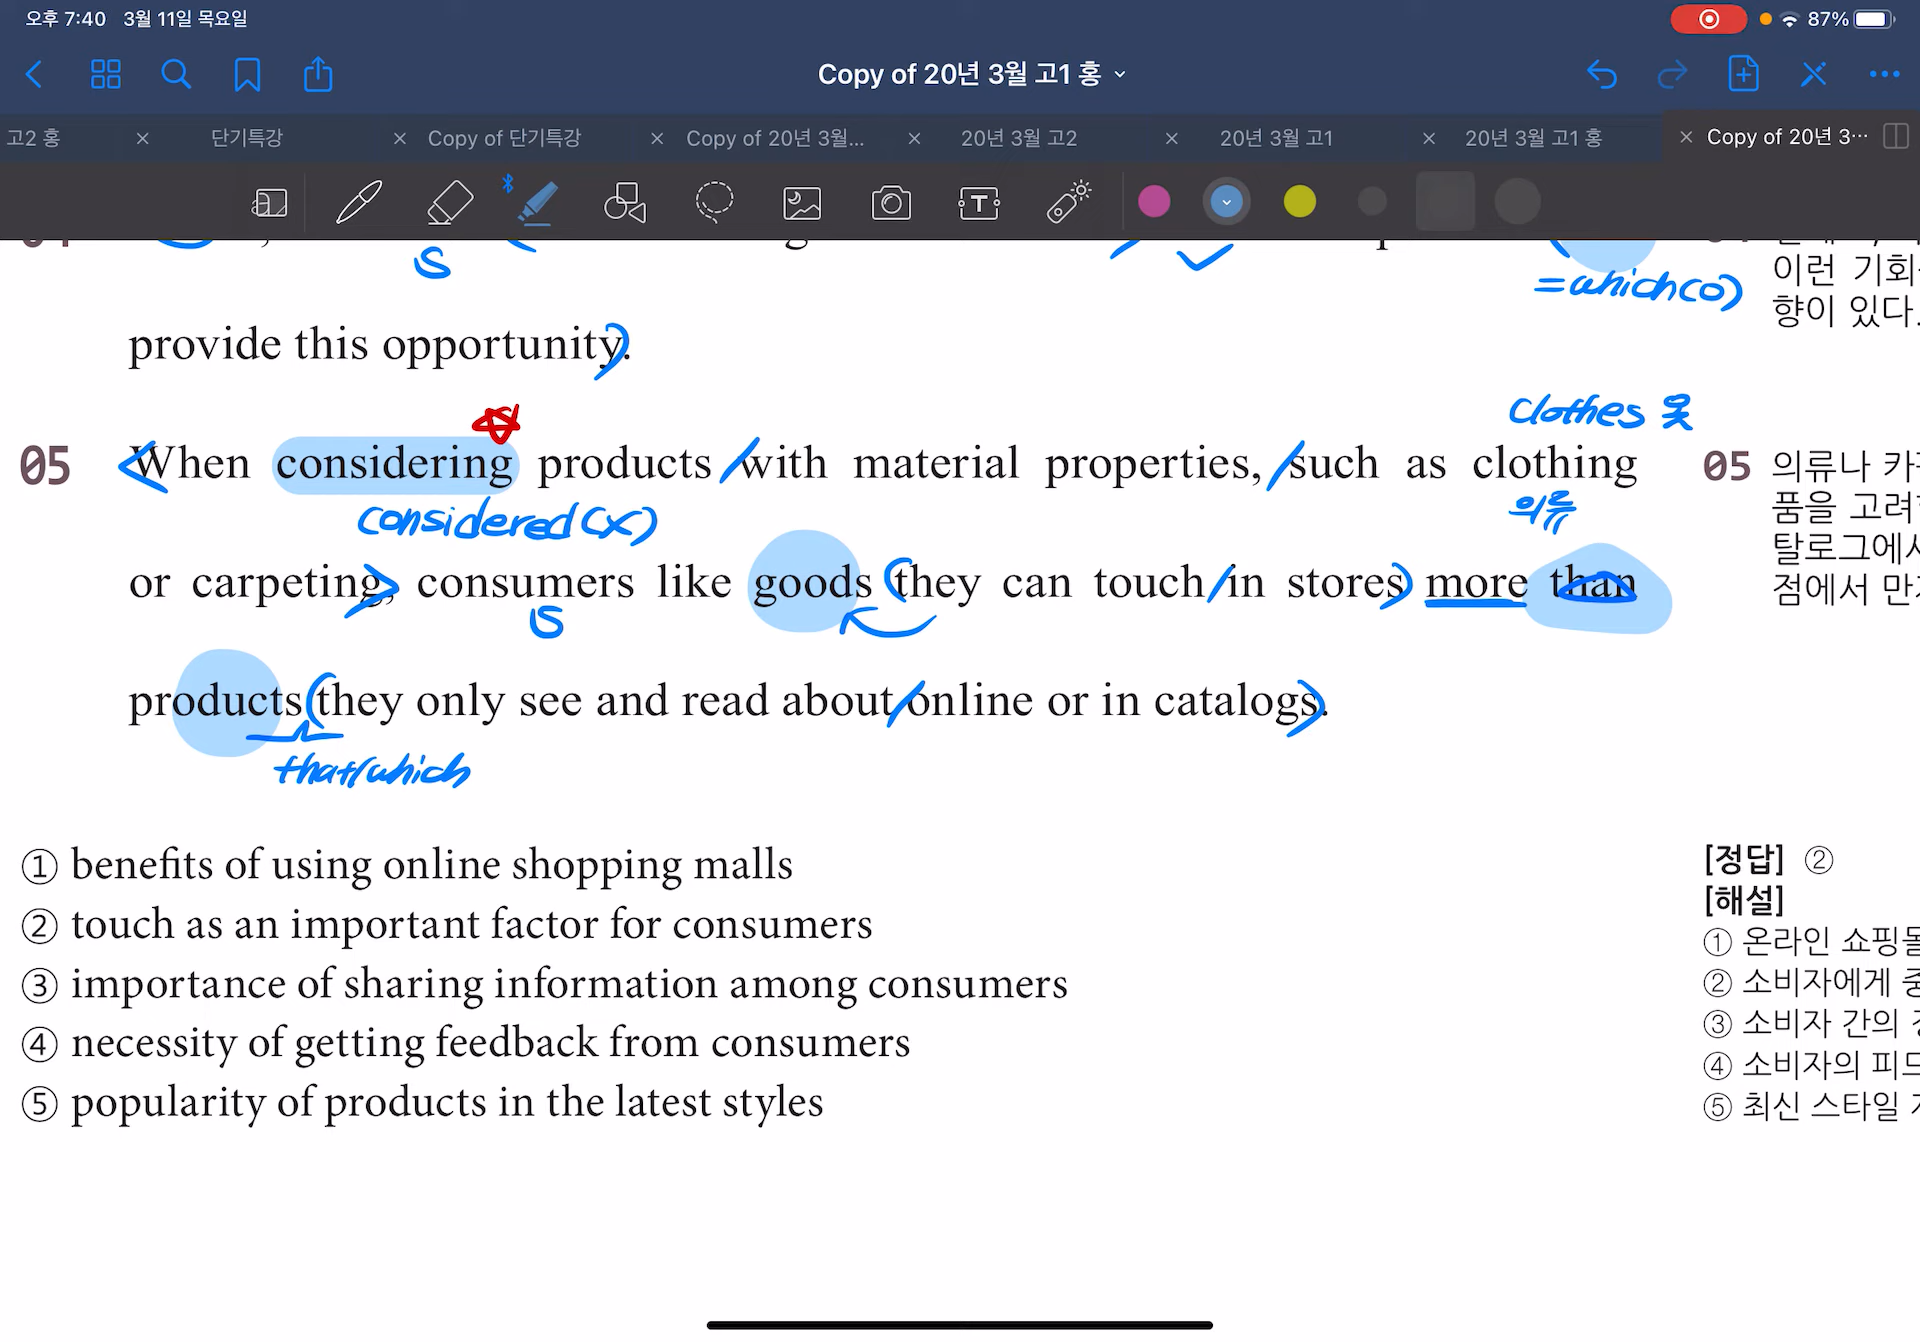 오후 7:40 3월 11일 목요일
87%
Copy of 20년 3월 고1 홍
고2 홍
단기특강
Copy of 단기특강
Copy of 20년 3월...
20년 3월 고2
20년 3월 고1
20년 3월 고1 홍
Copy of 20년 3...
S
=which(o)
이런 기회
향이 있다.
provide this opportunity.
clothes 옷
05 When considering products with material properties, such as clothing
considered(x)
의류
or carpeting, consumers like goods they can touch in stores more than
S
products they only see and read about online or in catalogs.
that/which
05 의류나 카
품을 고려
탈로그에서
점에서 만
① benefits of using online shopping malls
② touch as an important factor for consumers
③ importance of sharing information among consumers
④ necessity of getting feedback from consumers
⑤ popularity of products in the latest styles
[정답] ②
[해설]
① 온라인 쇼핑몰
② 소비자에게 중
③ 소비자 간의
④ 소비자의 피드
⑤ 최신 스타일